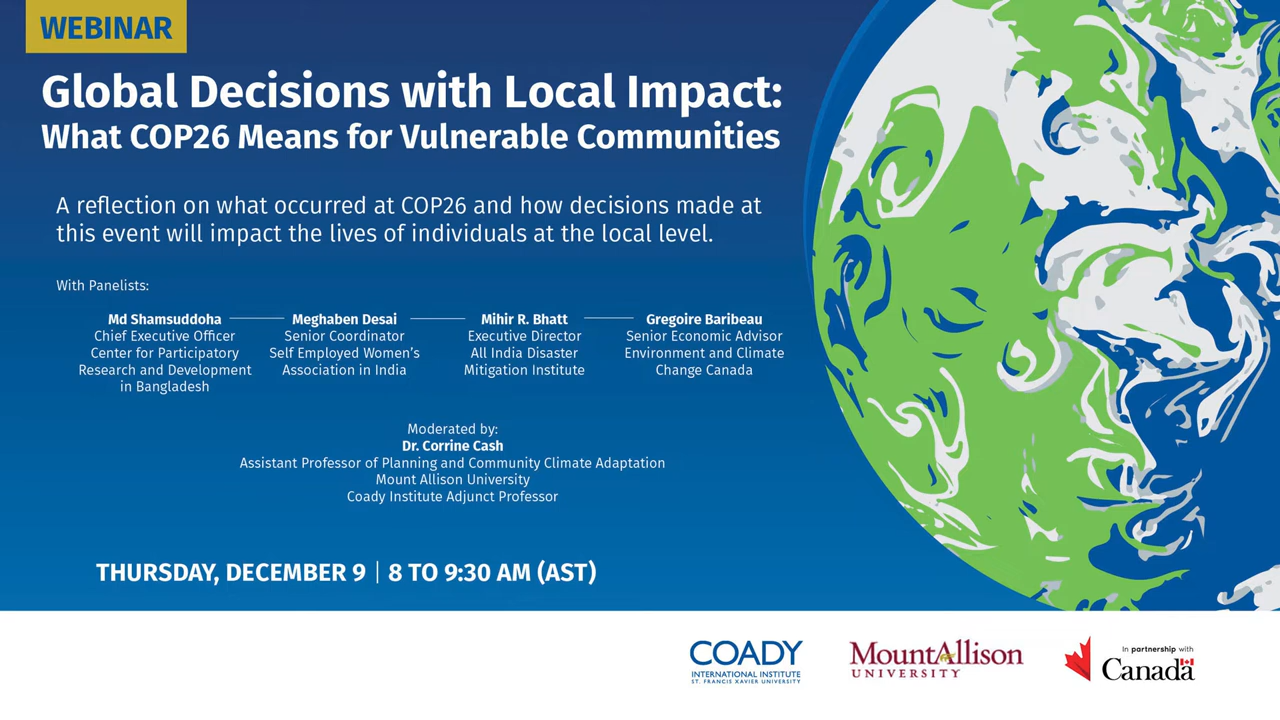 WEBINAR
Global Decisions with Local Impact:
What COP26 Means for Vulnerable Communities
A reflection on what occurred at COP26 and how decisions made at
this event will impact the lives of individuals at the local level.
With Panelists:
Md Shamsuddoha
Chief Executive Officer
Center for Participatory
Research and Development
in Bangladesh
Meghaben Desai
Senior Coordinator
Self Employed Women's
Association in India
Mihir R. Bhatt
Executive Director
All India Disaster
Mitigation Institute
Gregoire Baribeau
Senior Economic Advisor
Environment and Climate
Change Canada
Moderated by:
Dr. Corrine Cash
Assistant Professor of Planning and Community Climate Adaptation
Mount Allison University
Coady Institute Adjunct Professor
THURSDAY, DECEMBER 9 | 8 TO 9:30 AM (AST)
COADY
INTERNATIONAL INSTITUTE
ST. FRANCIS XAVIER UNIVERSITY
MountAllison
UNIVERSITY
In partnership with
Canada